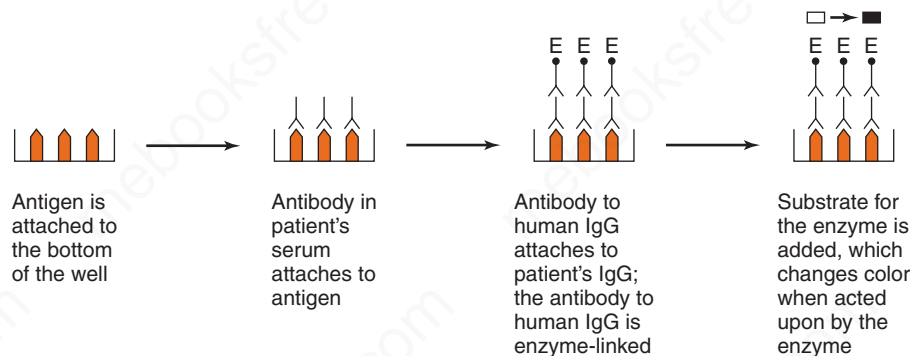 E E E
E E E
Antigen is
attached to
the bottom
of the well
Antibody in
patient's
serum
attaches to
antigen
Antibody to
human IgG
attaches to
patient's IgG;
the antibody to
human IgG is
enzyme-linked
Substrate for
the enzyme is
added, which
changes color
when acted
upon by the
enzyme